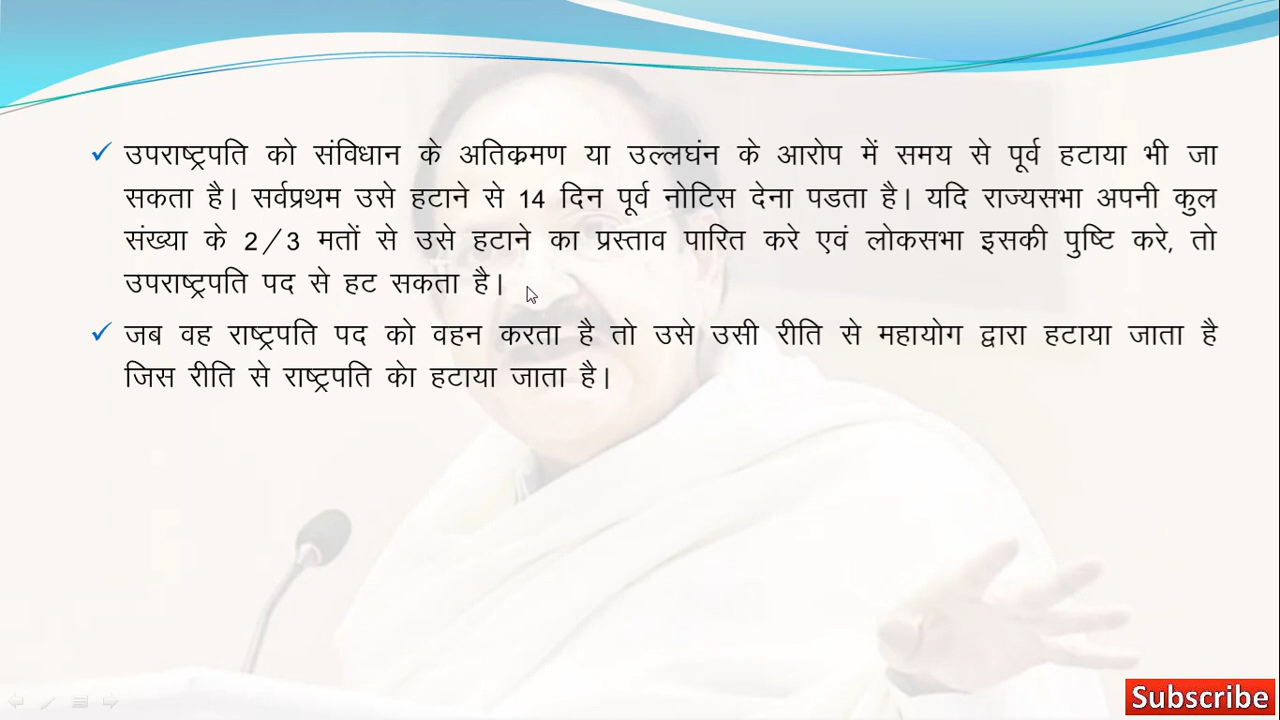 ✓ उपराष्ट्रपति को संविधान के अतिक्रमण या उल्लघंन के आरोप में समय से पूर्व हटाया भी जा
सकता है। सर्वप्रथम उसे हटाने से 14 दिन पूर्व नोटिस देना पडता है। यदि राज्यसभा अपनी कुल
संख्या के 2/3 मतों से उसे हटाने का प्रस्ताव पारित करे एवं लोकसभा इसकी पुष्टि करे, तो
उपराष्ट्रपति पद से हट सकता है।
✓ जब वह राष्ट्रपति पद को वहन करता है तो उसे उसी रीति से महायोग द्वारा हटाया जाता है
जिस रीति से राष्ट्रपति केा हटाया जाता है।
Subscribe